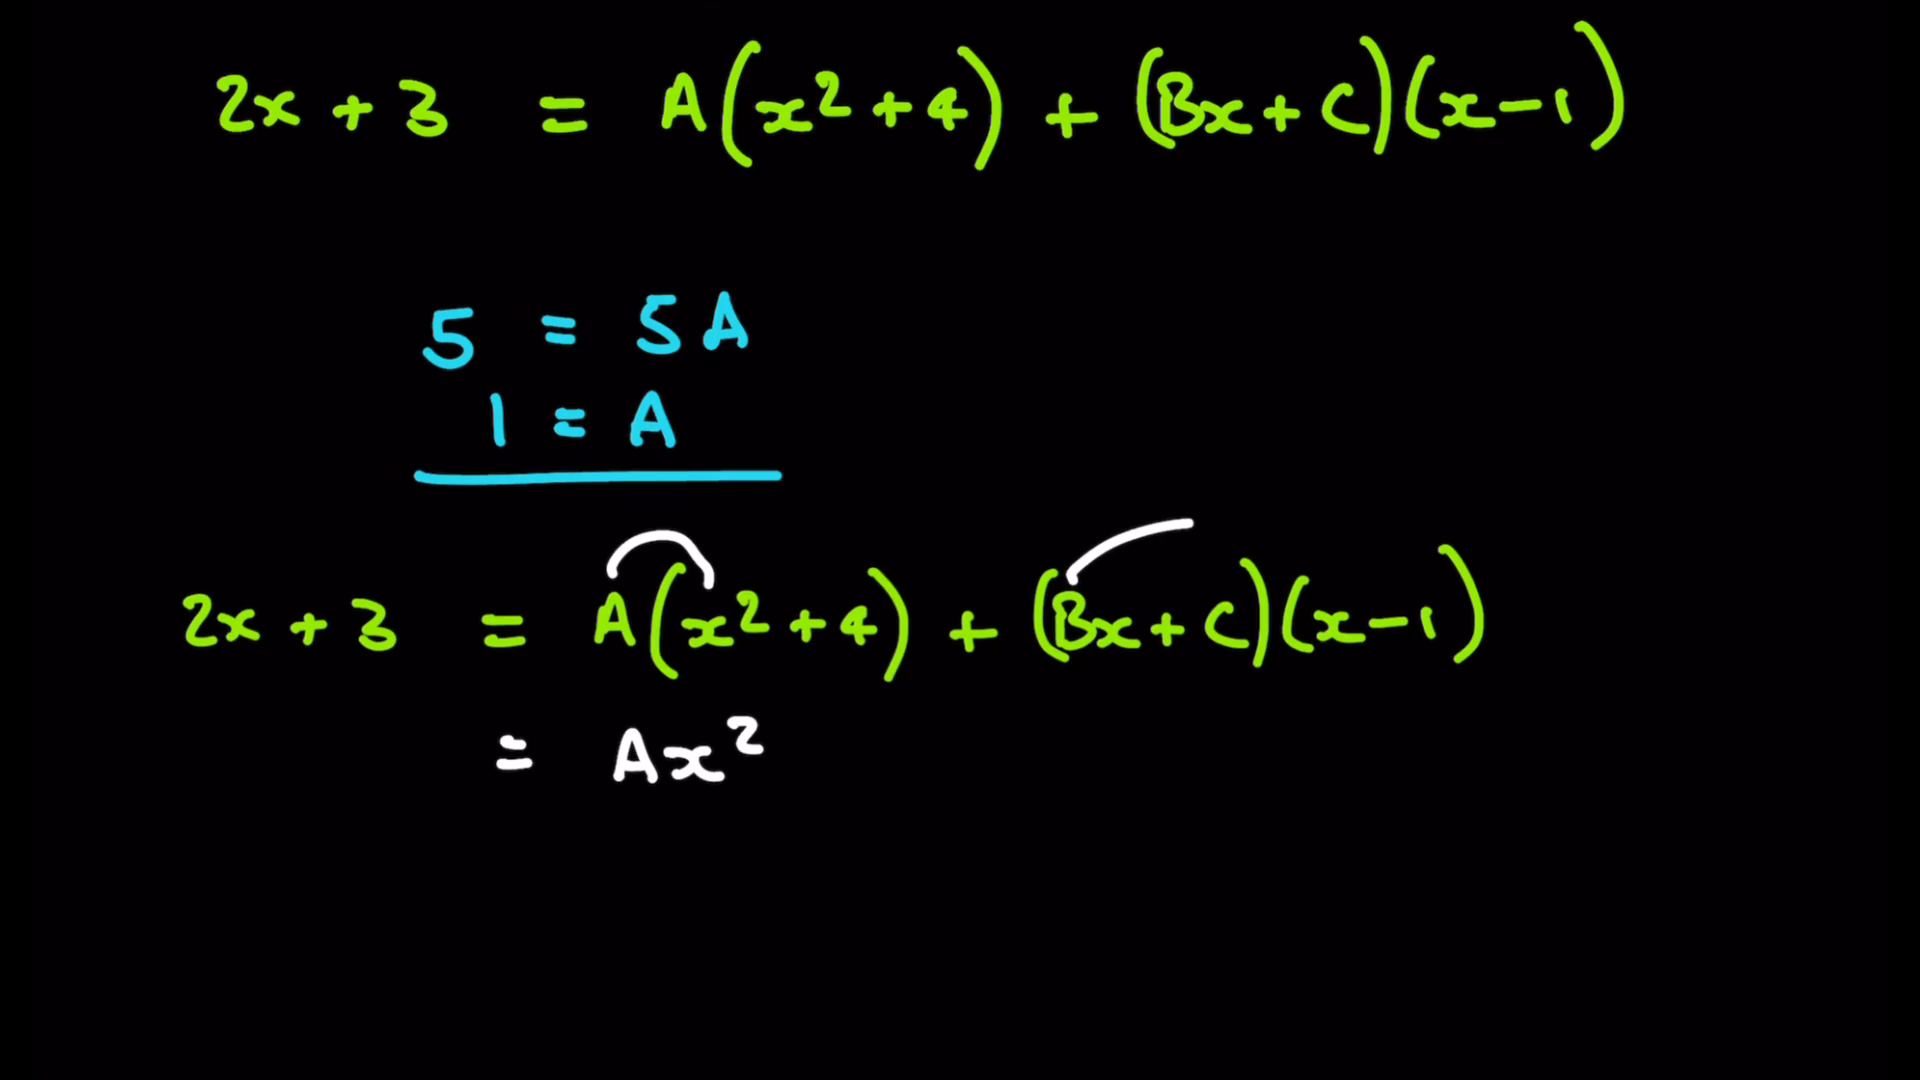 2x + 3 = A(x² + 4) + (Bx + C)(x − 1)
5 = 5A
1 = A
2x + 3 = A(x² + 4) + (Bx + C)(x − 1)
= Ax²